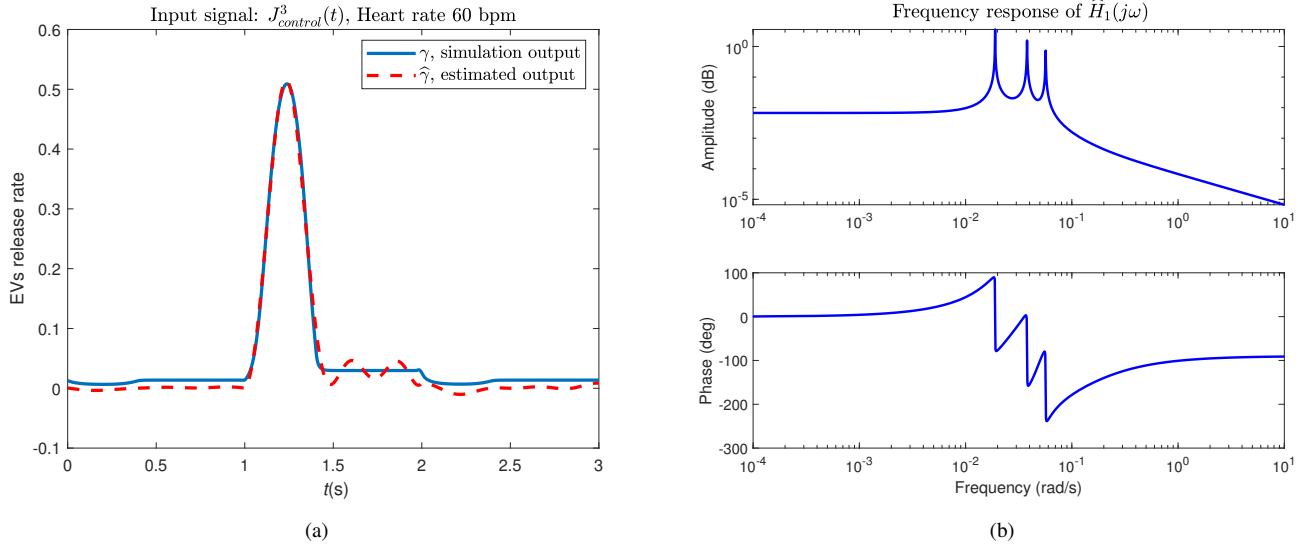 Input signal: $J^3_{control}(t)$, Heart rate 60 bpm
0.6
0.5
0.4
0.3
0.2
0.1
0
-0.1
EVs release rate
γ, simulation output
γ̂, estimated output
0 0.5 1 1.5 2 2.5 3
t(s)
(a)
Frequency response of $\hat{H}_1(j\omega)$
10^0
10^-5
Amplitude (dB)
10^-4 10^-3 10^-2 10^-1 10^0 10^1
100
0
-100
-200
-300
Phase (deg)
10^-4 10^-3 10^-2 10^-1 10^0 10^1
Frequency (rad/s)
(b)